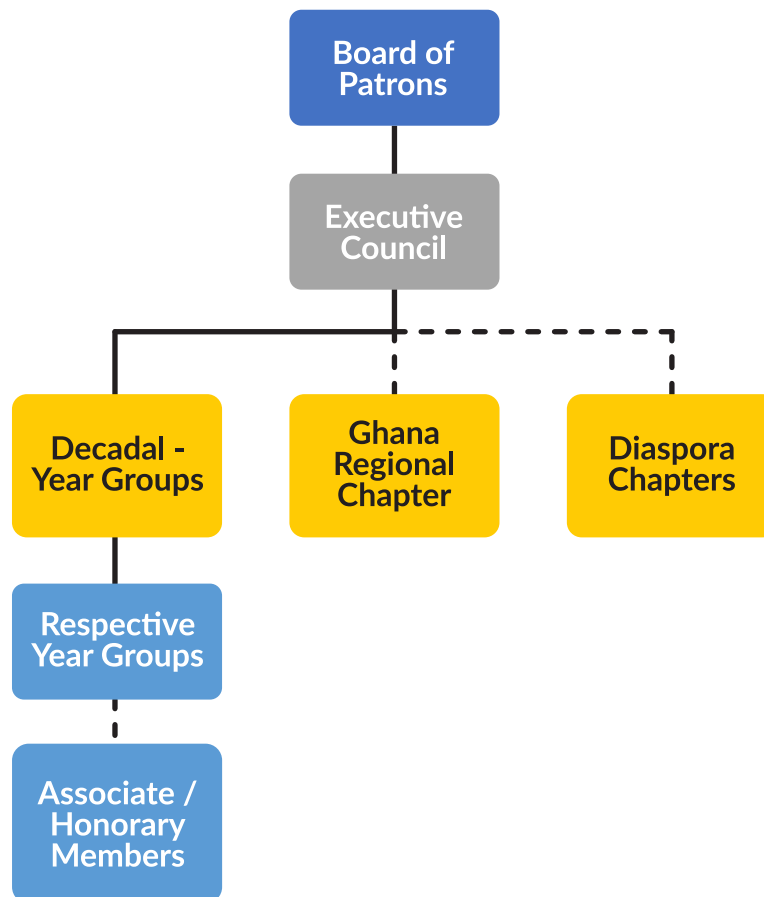 Board of
Patrons
Executive
Council
Decadal -
Year Groups
Ghana
Regional
Chapter
Diaspora
Chapters
Respective
Year Groups
Associate /
Honorary
Members